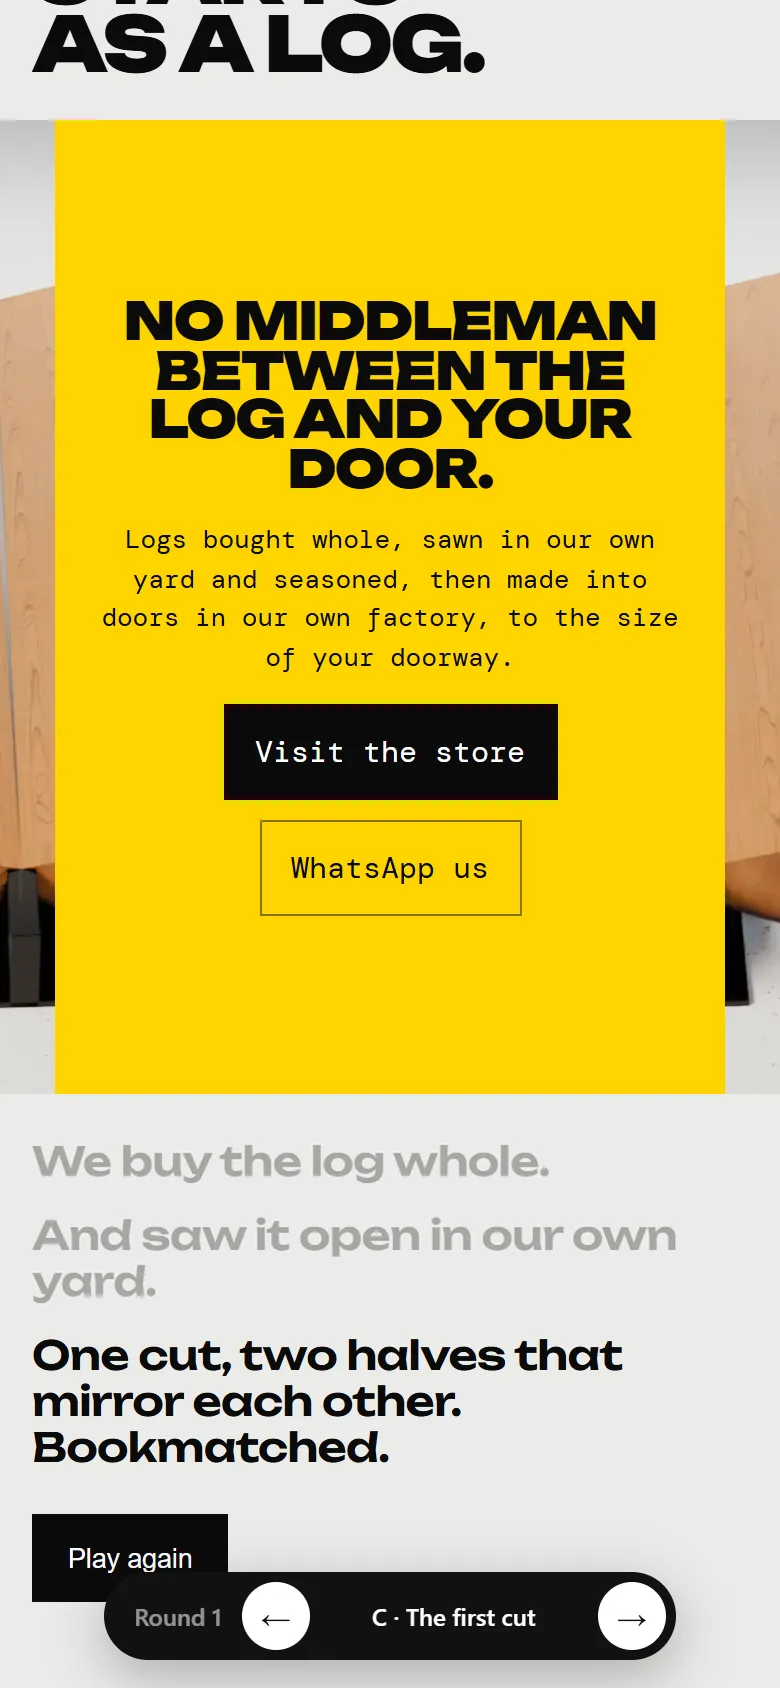 AS A LOG.
NO MIDDLEMAN
BETWEEN THE
LOG AND YOUR
DOOR.
Logs bought whole, sawn in our own
yard and seasoned, then made into
doors in our own factory, to the size
of your doorway.
Visit the store
WhatsApp us
We buy the log whole.
And saw it open in our own
yard.
One cut, two halves that
mirror each other.
Bookmatched.
Play again
Round 1 ← C · The first cut →